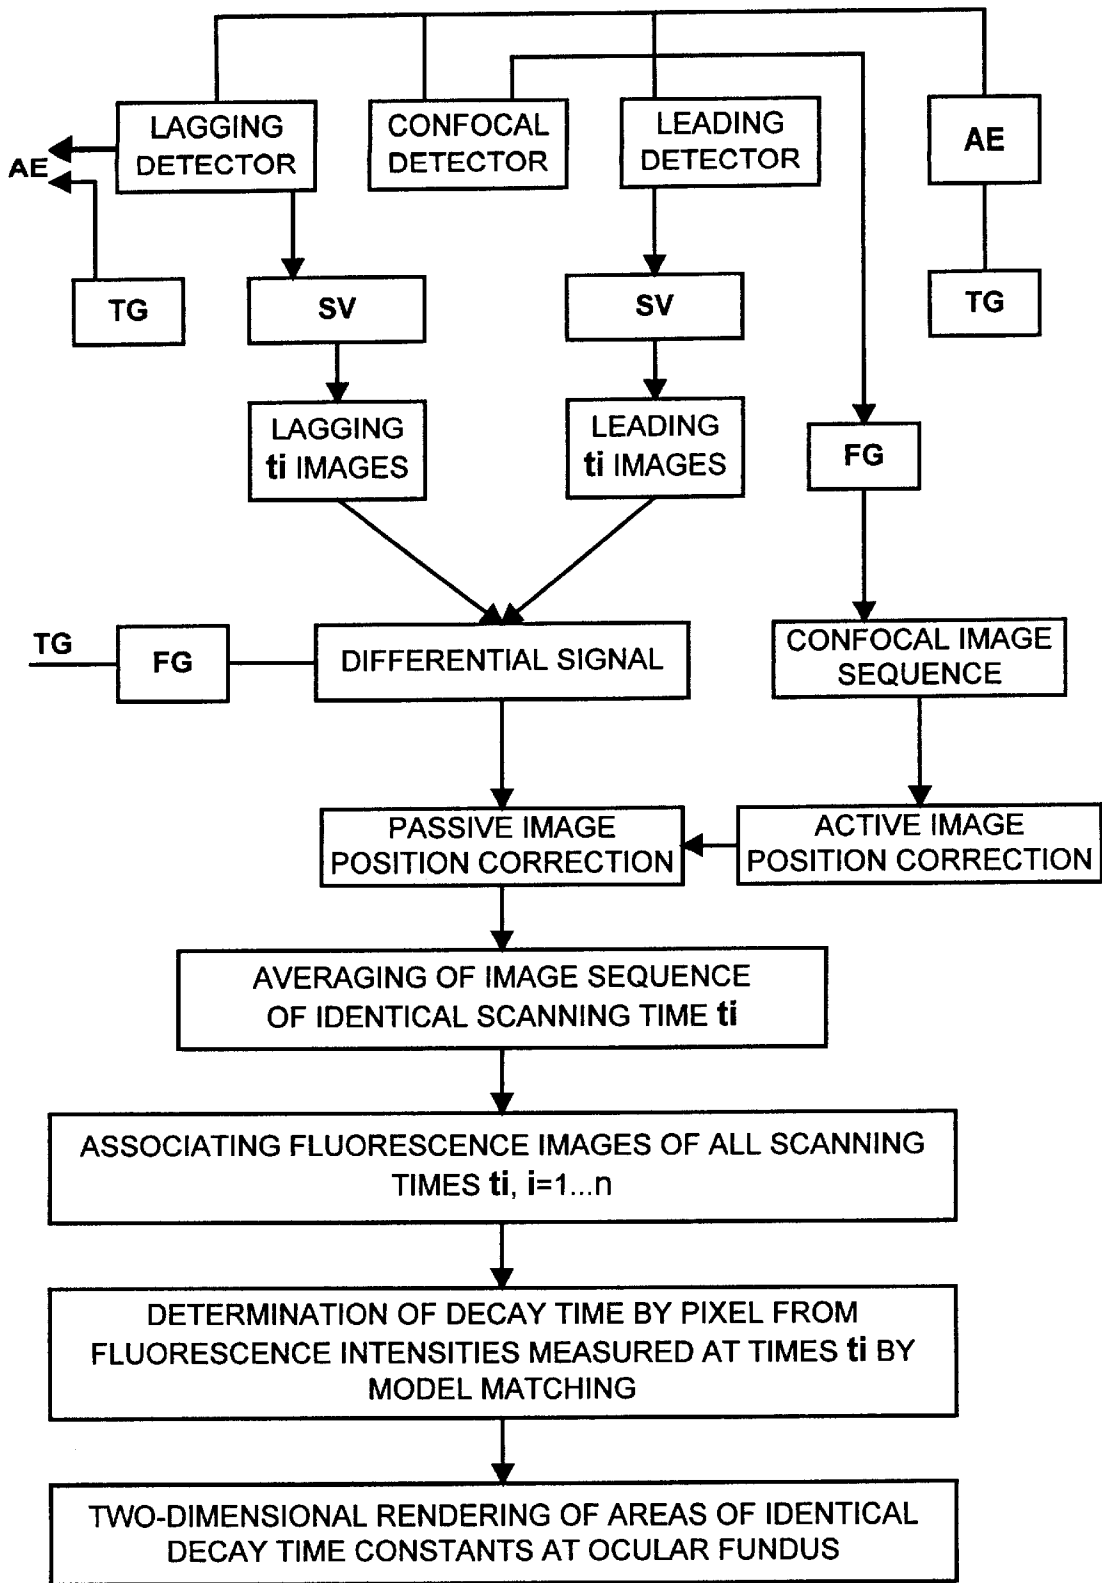 LAGGING
DETECTOR
CONFOCAL
DETECTOR
LEADING
DETECTOR
AE
AE
TG
SV
SV
TG
LAGGING
ti IMAGES
LEADING
ti IMAGES
FG
TG
FG
DIFFERENTIAL SIGNAL
CONFOCAL IMAGE
SEQUENCE
PASSIVE IMAGE
POSITION CORRECTION
ACTIVE IMAGE
POSITION CORRECTION
AVERAGING OF IMAGE SEQUENCE
OF IDENTICAL SCANNING TIME ti
ASSOCIATING FLUORESCENCE IMAGES OF ALL SCANNING
TIMES ti, i=1...n
DETERMINATION OF DECAY TIME BY PIXEL FROM
FLUORESCENCE INTENSITIES MEASURED AT TIMES ti BY
MODEL MATCHING
TWO-DIMENSIONAL RENDERING OF AREAS OF IDENTICAL
DECAY TIME CONSTANTS AT OCULAR FUNDUS